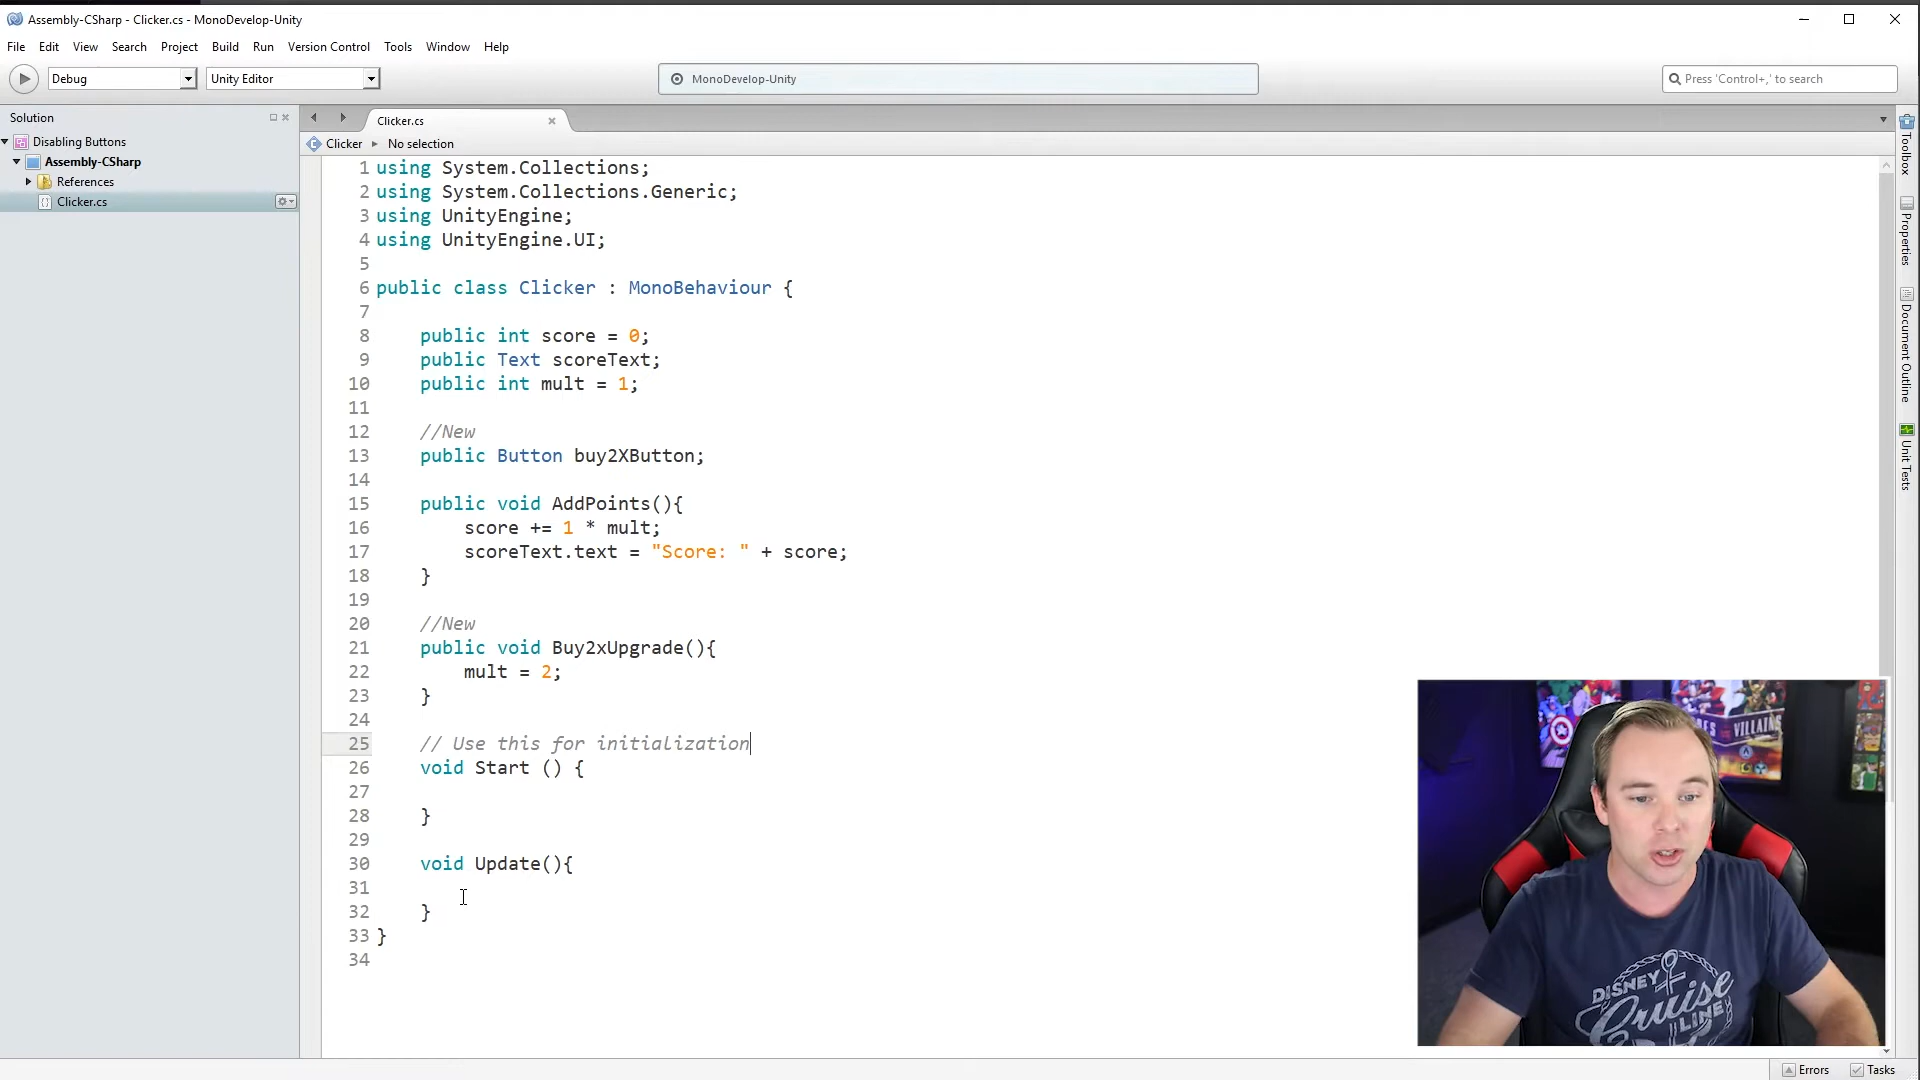 Assembly-CSharp - Clicker.cs - MonoDevelop-Unity
File Edit View Search Project Build Run Version Control Tools Window Help
Debug Unity Editor MonoDevelop-Unity Press 'Control+,' to search
Solution
Disabling Buttons
Assembly-CSharp
References
Clicker.cs
Clicker.cs
Clicker No selection
1 using System.Collections;
2 using System.Collections.Generic;
3 using UnityEngine;
4 using UnityEngine.UI;
5
6 public class Clicker : MonoBehaviour {
7
8 public int score = 0;
9 public Text scoreText;
10 public int mult = 1;
11
12 //New
13 public Button buy2XButton;
14
15 public void AddPoints(){
16 score += 1 * mult;
17 scoreText.text = "Score: " + score;
18 }
19
20 //New
21 public void Buy2xUpgrade(){
22 mult = 2;
23 }
24
25 // Use this for initialization
26 void Start () {
27
28 }
29
30 void Update(){
31
32 }
33 }
34
Toolbox
Properties
Document Outline
Unit Tests
VILLAINS
DISNEY
Cruise
LINE
Errors Tasks